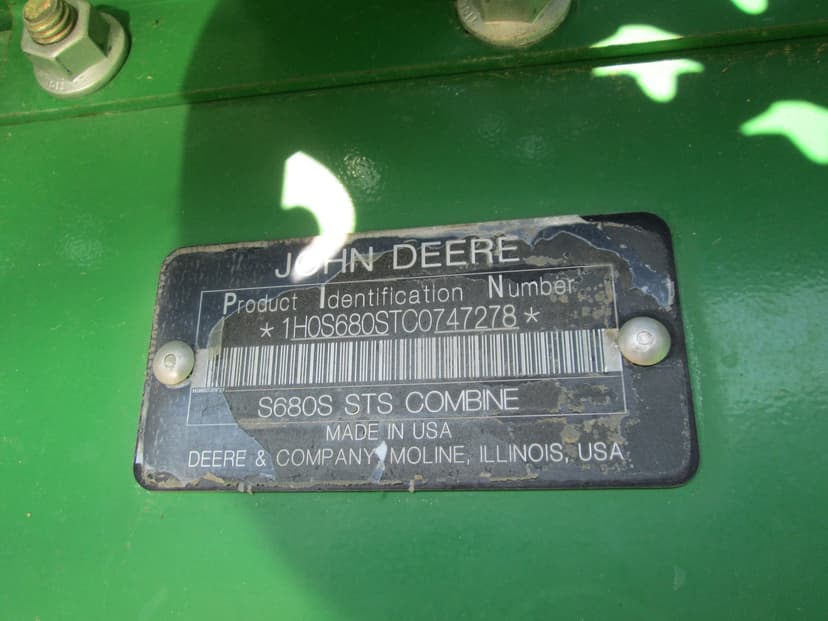 JOHN DEERE
Product Identification Number
*1H0S680STC0747278*
S680S STS COMBINE
MADE IN USA
DEERE & COMPANY MOLINE, ILLINOIS, USA